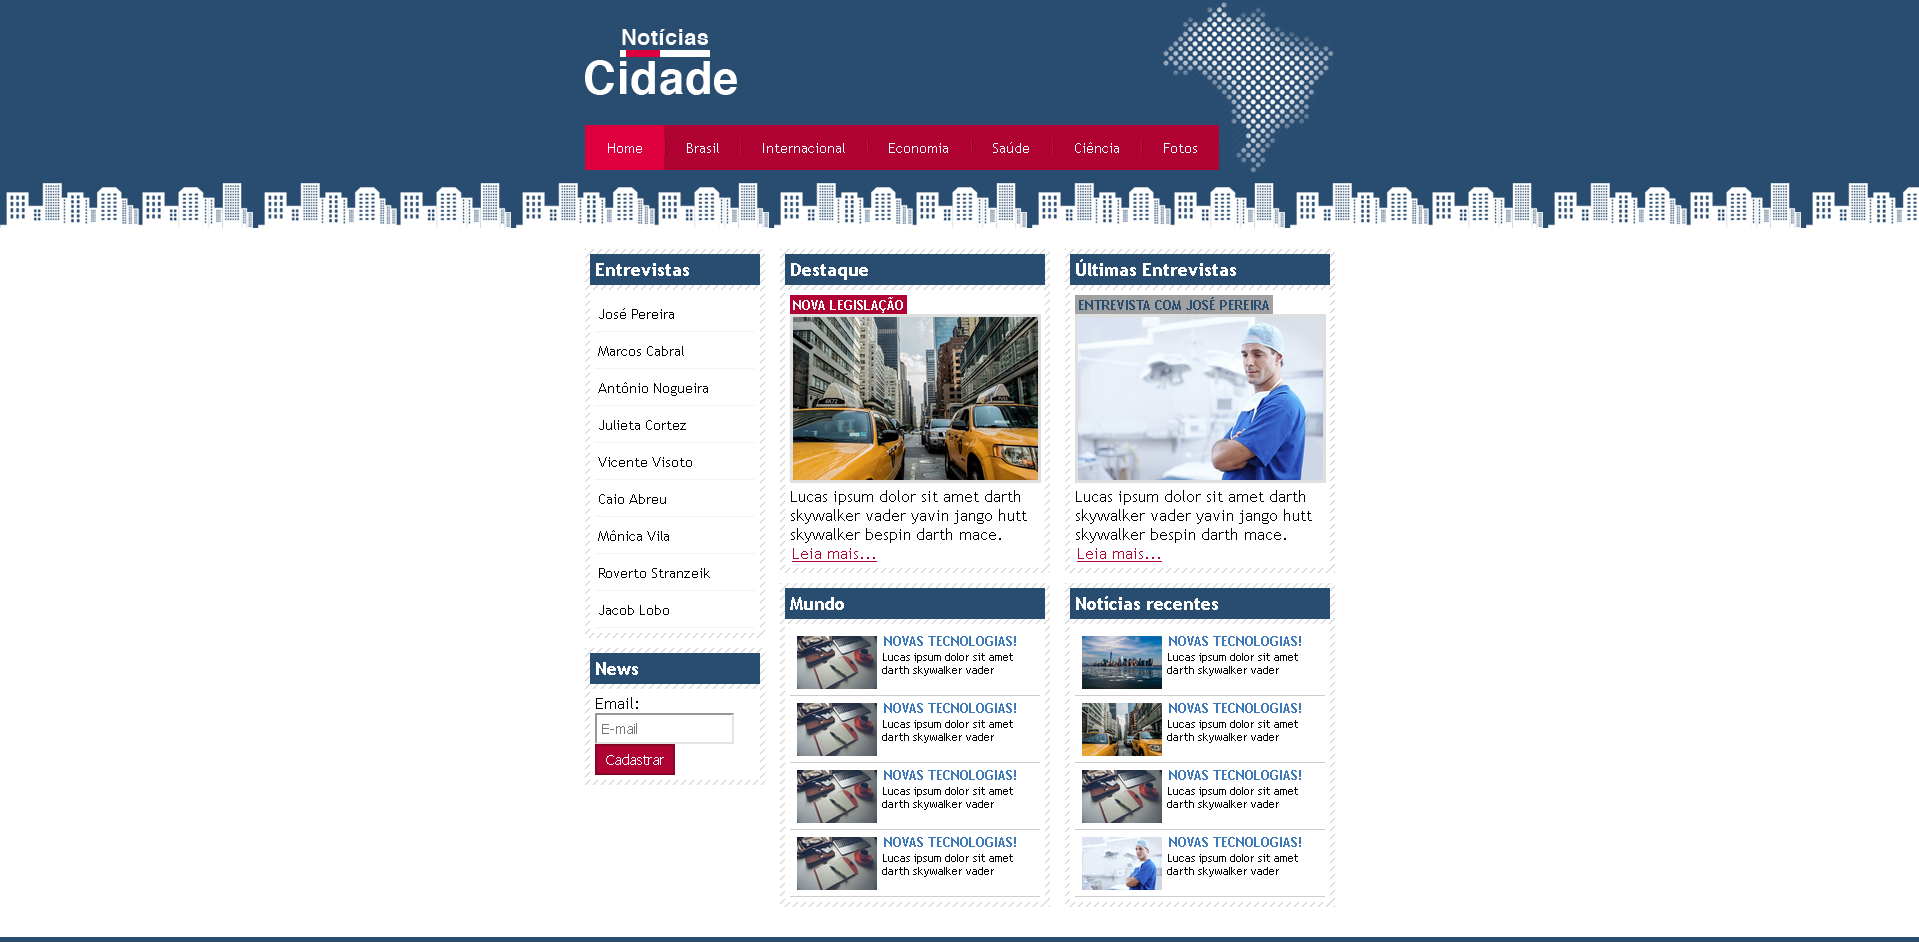 Notícias
Cidade
Home
Brasil
Internacional
Economia
Saúde
Ciência
Fotos
Entrevistas
José Pereira
Marcos Cabral
Antônio Nogueira
Julieta Cortez
Vicente Visoto
Caio Abreu
Mônica Vila
Roverto Stranzeik
Jacob Lobo
News
Email:
E-mail
Cadastrar
Destaque
NOVA LEGISLAÇÃO
Lucas ipsum dolor sit amet darth
skywalker vader yavin jango hutt
skywalker bespin darth mace.
Leia mais...
Últimas Entrevistas
ENTREVISTA COM JOSÉ PEREIRA
Lucas ipsum dolor sit amet darth
skywalker vader yavin jango hutt
skywalker bespin darth mace.
Leia mais...
Mundo
NOVAS TECNOLOGIAS!
Lucas ipsum dolor sit amet
darth skywalker vader
NOVAS TECNOLOGIAS!
Lucas ipsum dolor sit amet
darth skywalker vader
NOVAS TECNOLOGIAS!
Lucas ipsum dolor sit amet
darth skywalker vader
NOVAS TECNOLOGIAS!
Lucas ipsum dolor sit amet
darth skywalker vader
Notícias recentes
NOVAS TECNOLOGIAS!
Lucas ipsum dolor sit amet
darth skywalker vader
NOVAS TECNOLOGIAS!
Lucas ipsum dolor sit amet
darth skywalker vader
NOVAS TECNOLOGIAS!
Lucas ipsum dolor sit amet
darth skywalker vader
NOVAS TECNOLOGIAS!
Lucas ipsum dolor sit amet
darth skywalker vader